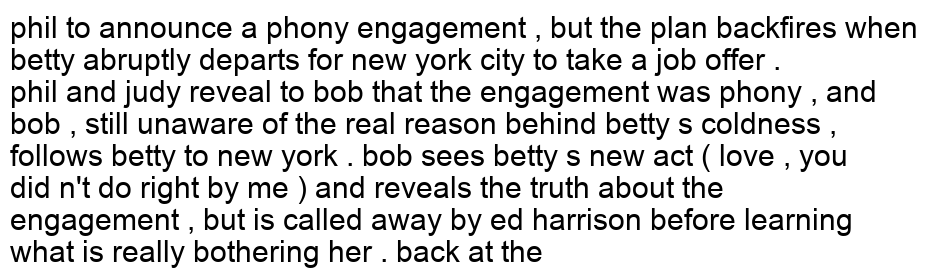 phil to announce a phony engagement , but the plan backfires when
betty abruptly departs for new york city to take a job offer .
phil and judy reveal to bob that the engagement was phony , and
bob , still unaware of the real reason behind betty s coldness ,
follows betty to new york . bob sees betty s new act ( love , you
did n't do right by me ) and reveals the truth about the
engagement , but is called away by ed harrison before learning
what is really bothering her . back at the